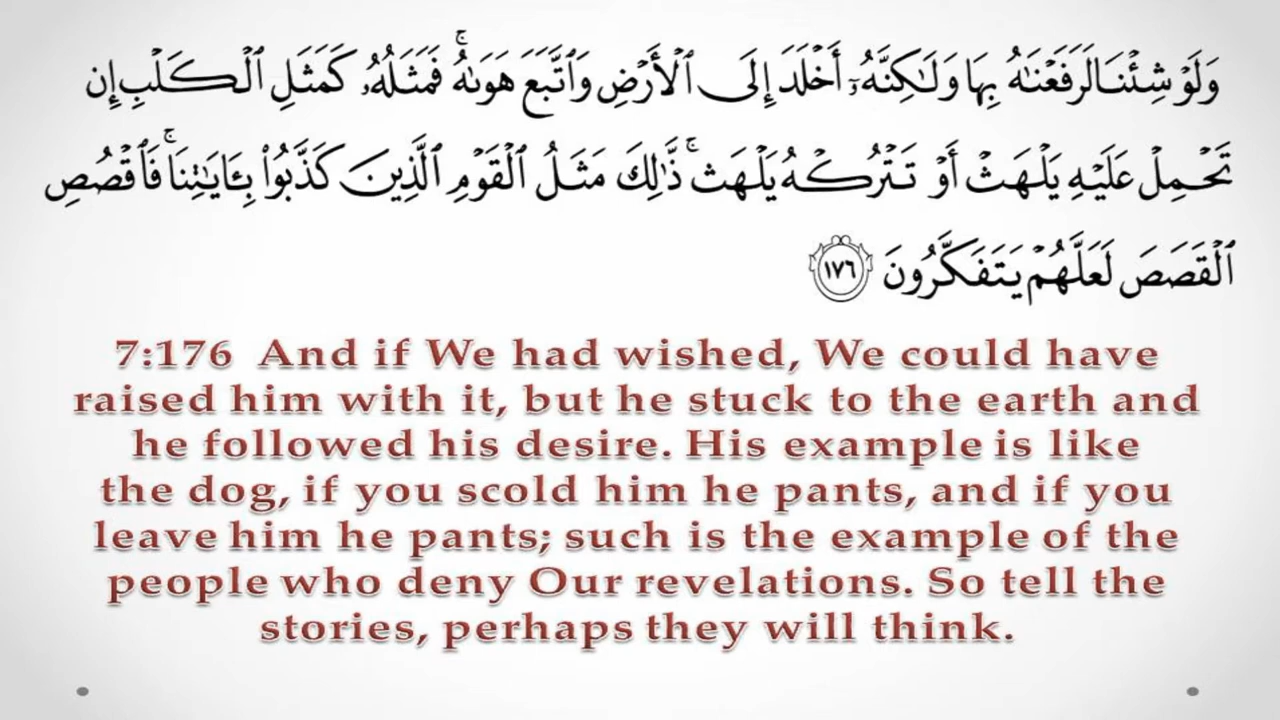 وَلَوْ شِئْنَا لَرَفَعْنَٰهُ بِهَا وَلَٰكِنَّهُۥٓ أَخْلَدَ إِلَى ٱلْأَرْضِ وَٱتَّبَعَ هَوَىٰهُ ۚ فَمَثَلُهُۥ كَمَثَلِ ٱلْكَلْبِ إِن
تَحْمِلْ عَلَيْهِ يَلْهَثْ أَوْ تَتْرُكْهُ يَلْهَث ۚ ذَّٰلِكَ مَثَلُ ٱلْقَوْمِ ٱلَّذِينَ كَذَّبُوا۟ بِـَٔايَٰتِنَا ۚ فَٱقْصُصِ
ٱلْقَصَصَ لَعَلَّهُمْ يَتَفَكَّرُونَ ١٧٦
7:176 And if We had wished, We could have
raised him with it, but he stuck to the earth and
he followed his desire. His example is like
the dog, if you scold him he pants, and if you
leave him he pants; such is the example of the
people who deny Our revelations. So tell the
stories, perhaps they will think.